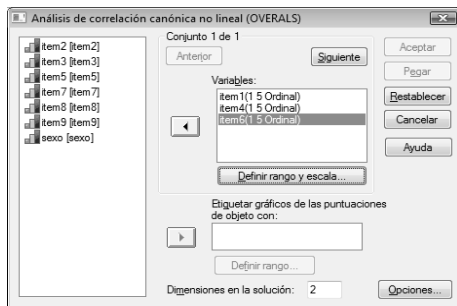 Análisis de correlación canónica no lineal (OVERALS)
item2 [item2]
item3 [item3]
item5 [item5]
item7 [item7]
item8 [item8]
item9 [item9]
sexo [sexo]
Conjunto 1 de 1
Anterior
Siguiente
Variables:
item1(1 5 Ordinal)
item4(1 5 Ordinal)
item6(1 5 Ordinal)
Definir rango y escala...
Etiquetar gráficos de las puntuaciones
de objeto con:
Definir rango...
Dimensiones en la solución: 2
Aceptar
Pegar
Restablecer
Cancelar
Ayuda
Opciones...